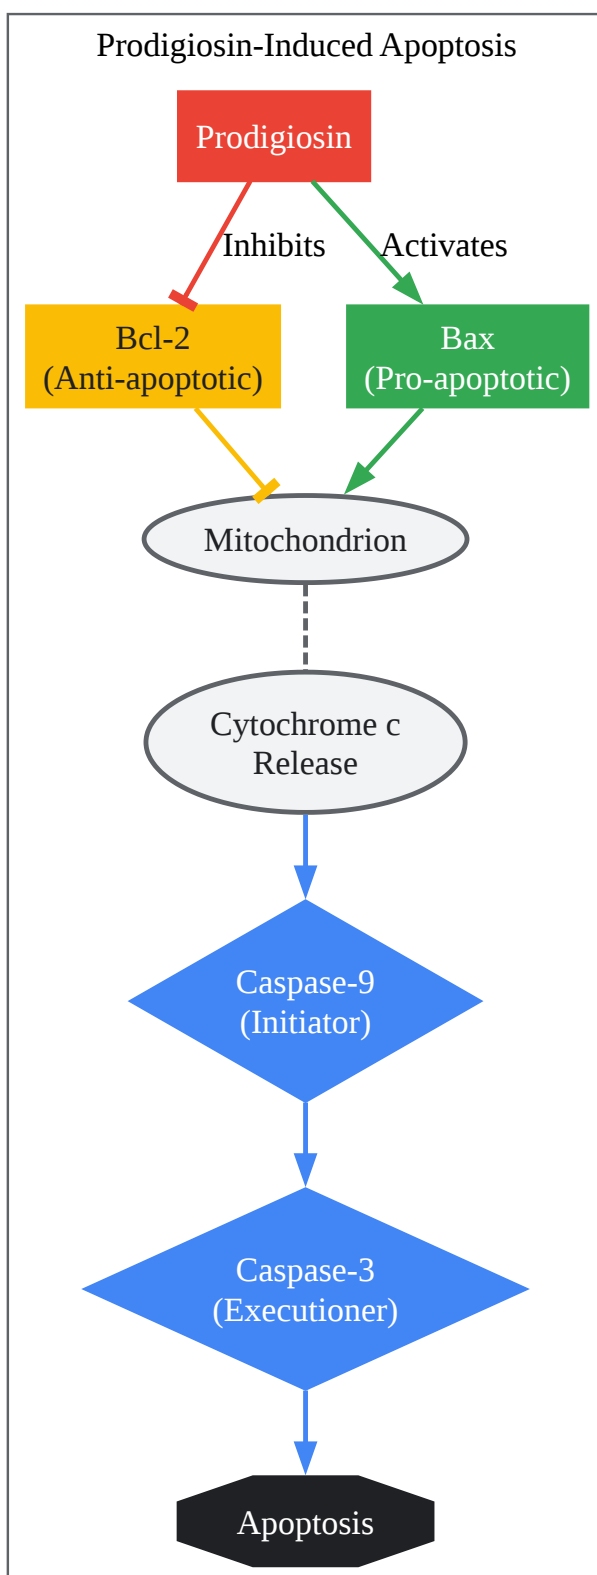 Prodigiosin-Induced Apoptosis
Prodigiosin
Inhibits
Activates
Bcl-2
(Anti-apoptotic)
Bax
(Pro-apoptotic)
Mitochondrion
Cytochrome c
Release
Caspase-9
(Initiator)
Caspase-3
(Executioner)
Apoptosis